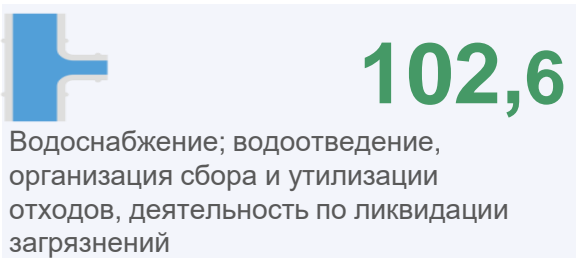 102,6
Водоснабжение; водоотведение,
организация сбора и утилизации
отходов, деятельность по ликвидации
загрязнений